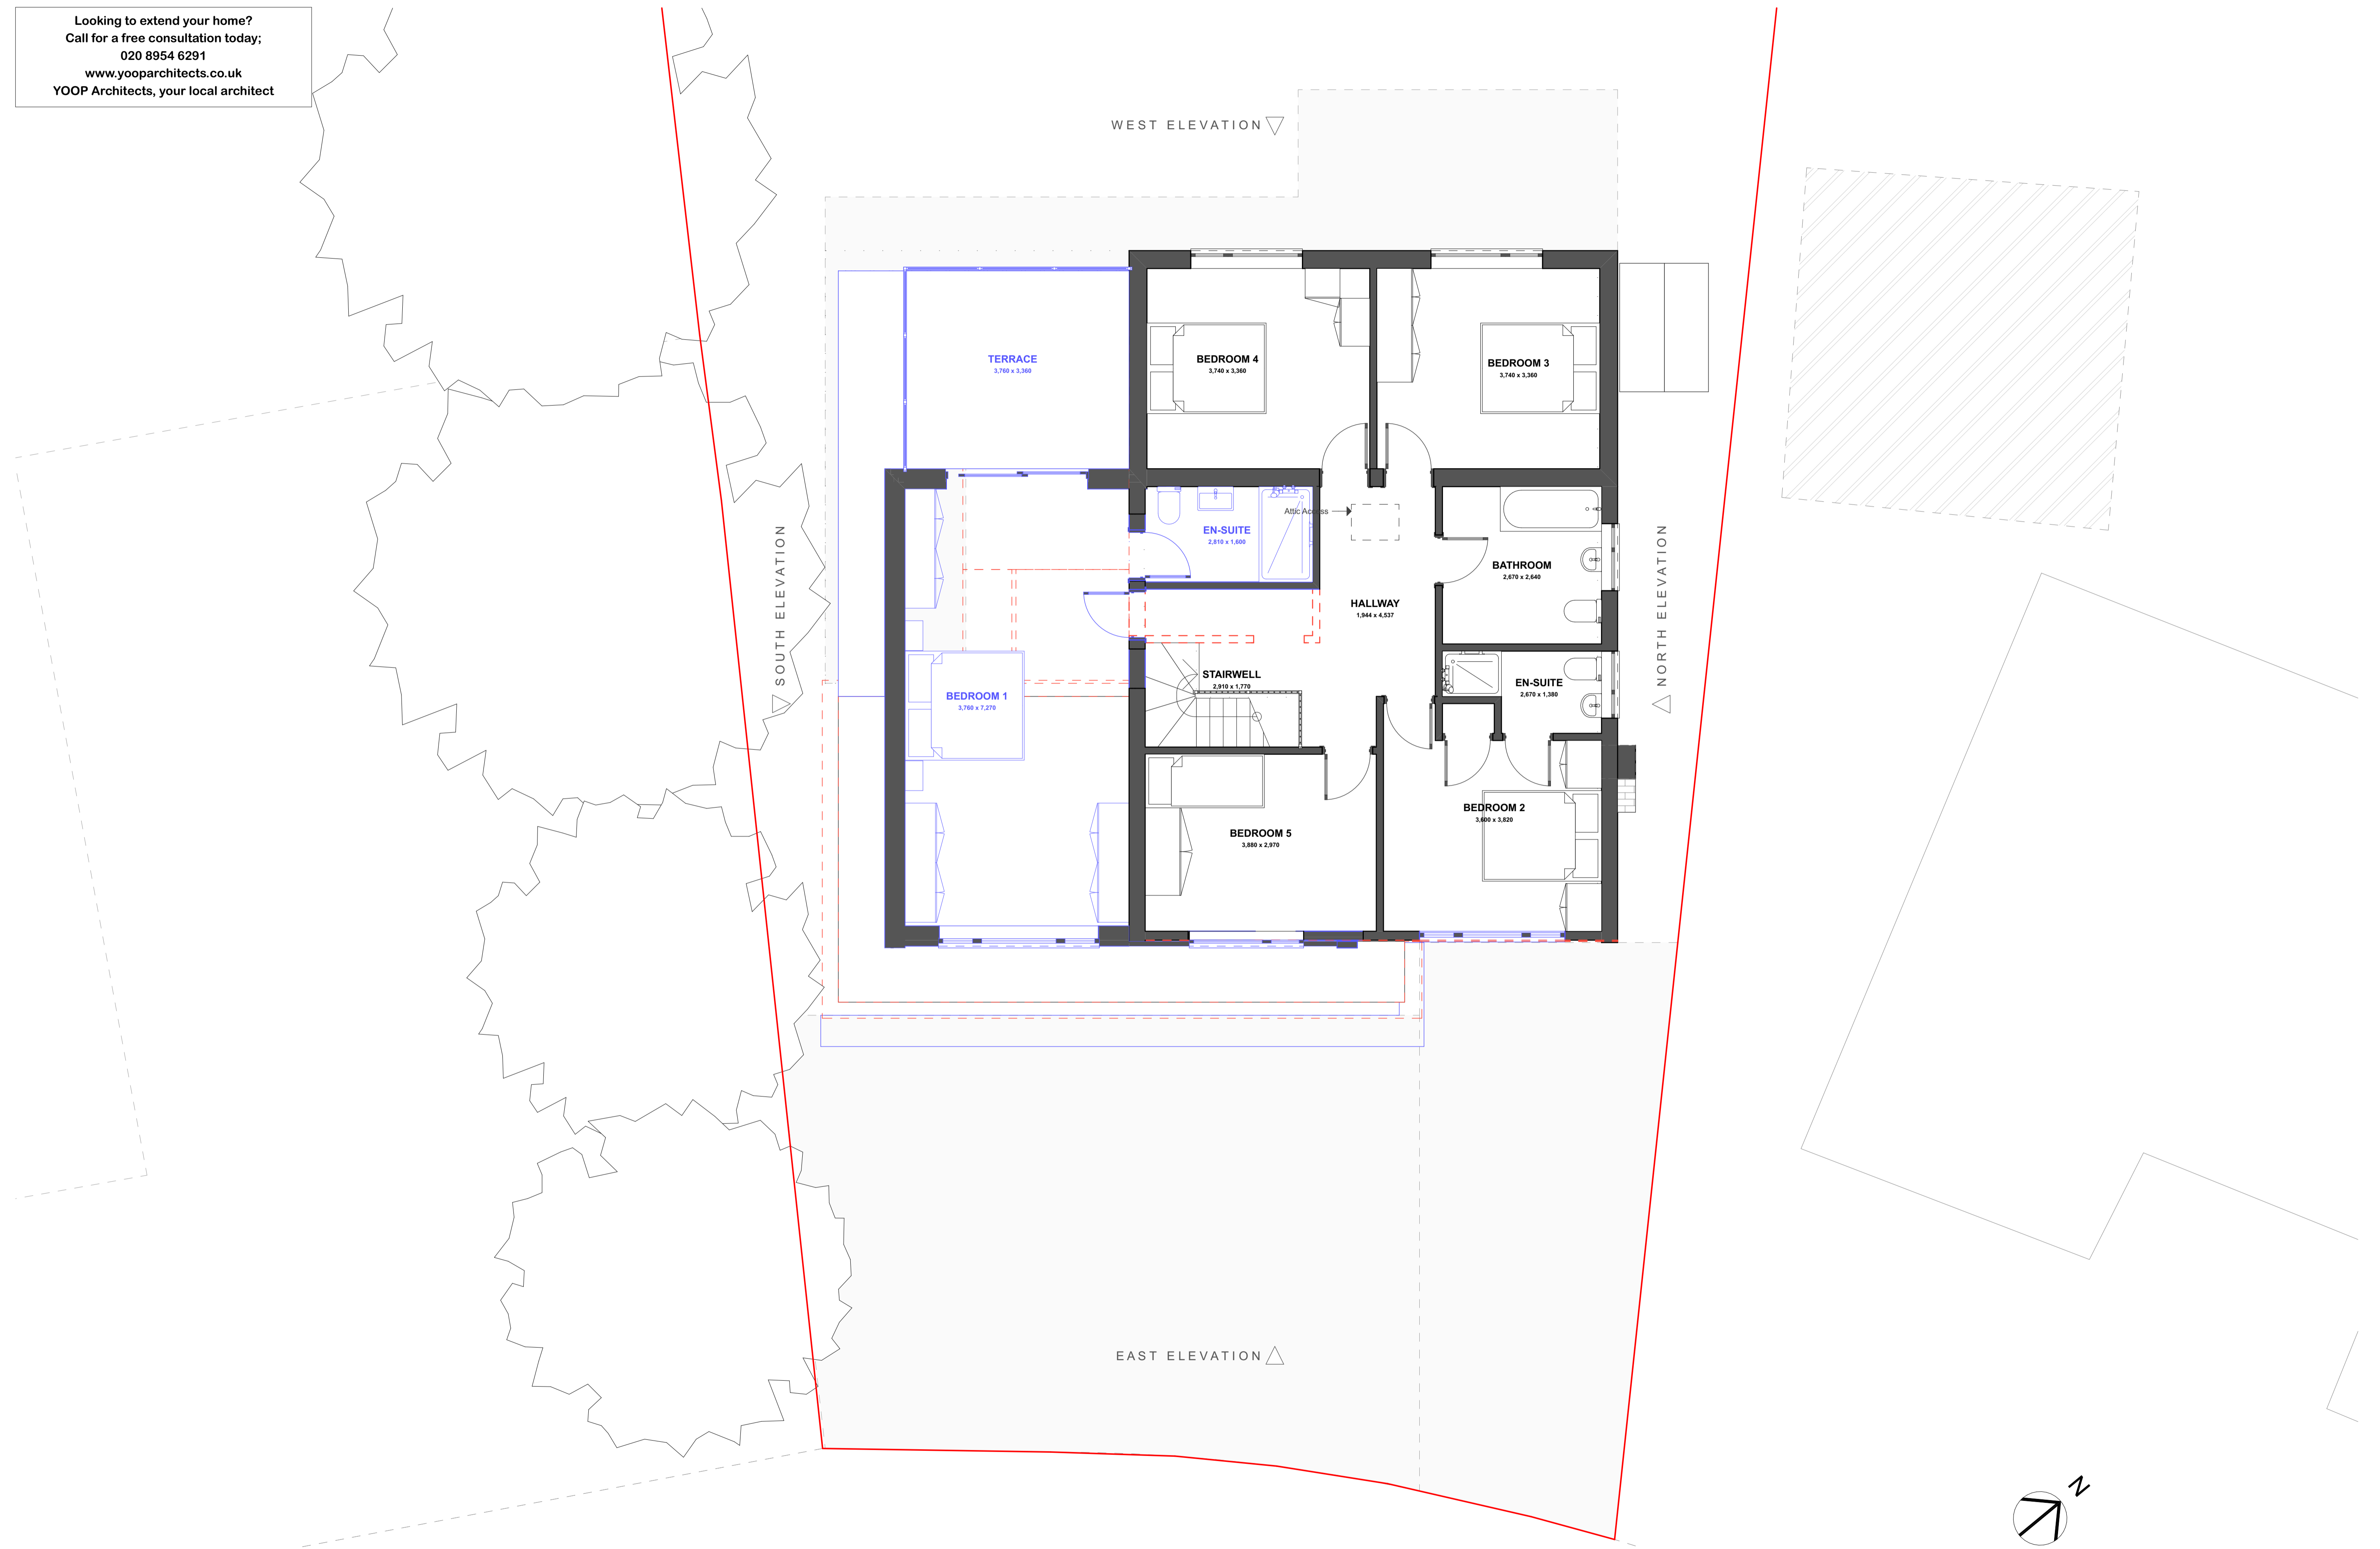 Looking to extend your home?
Call for a free consultation today;
020 8954 6291
www.yooparchitects.co.uk
YOOP Architects, your local architect
WEST ELEVATION
TERRACE
3,760 x 3,360
BEDROOM 4
3,740 x 3,360
BEDROOM 3
3,740 x 3,360
SOUTH ELEVATION
Attic Access
EN-SUITE
2,810 x 1,600
BATHROOM
2,670 x 2,640
NORTH ELEVATION
HALLWAY
1,944 x 4,537
STAIRWELL
2,910 x 1,770
EN-SUITE
2,670 x 1,380
BEDROOM 1
3,760 x 7,270
BEDROOM 2
3,600 x 3,820
BEDROOM 5
3,880 x 2,970
EAST ELEVATION
N